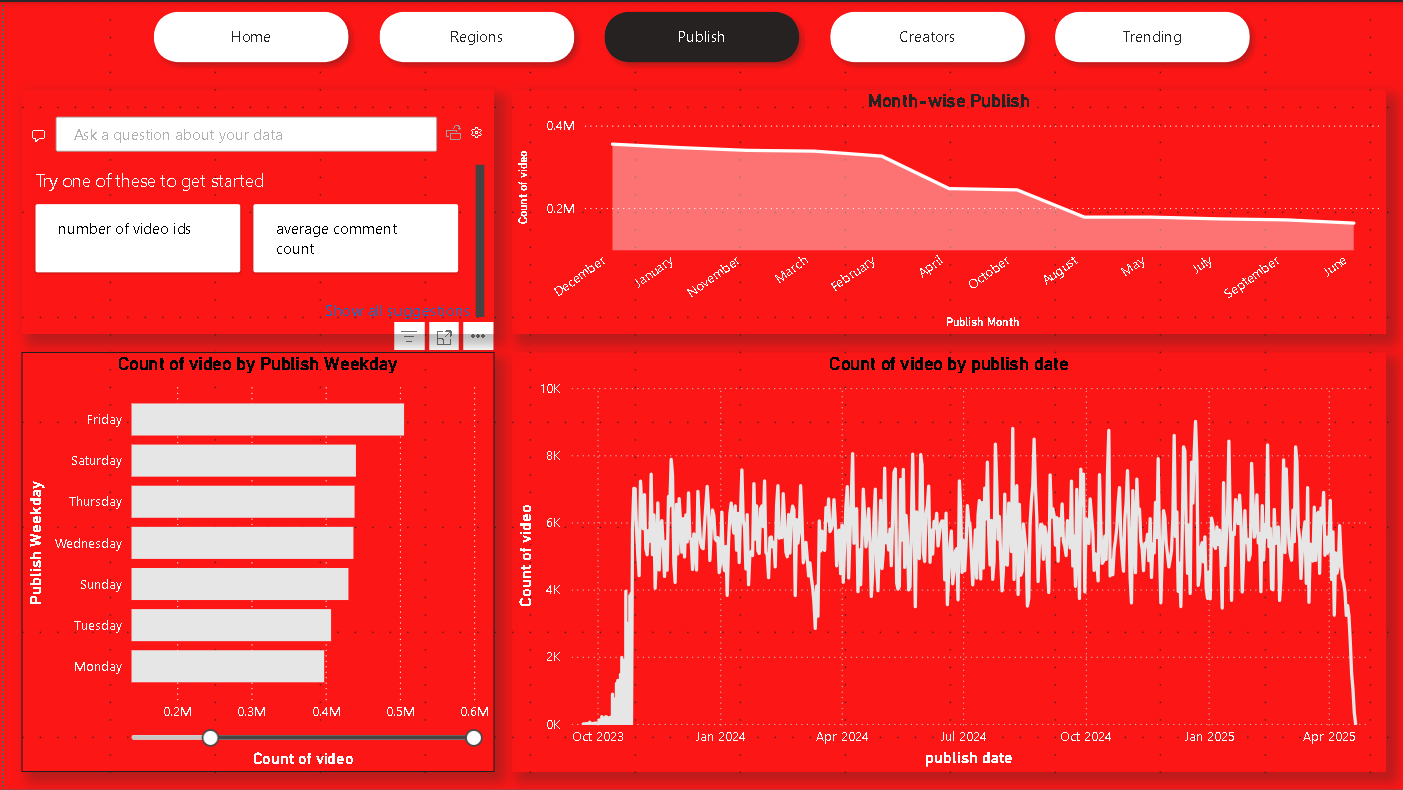 Home
Regions
Publish
Creators
Trending
Ask a question about your data
Try one of these to get started
number of video ids
average comment
count
Month-wise Publish
Count of video
0.4M
0.2M
December
January
November
March
February
April
October
August
May
July
September
June
Publish Month
Count of video by Publish Weekday
Publish Weekday
Friday
Saturday
Thursday
Wednesday
Sunday
Tuesday
Monday
0.2M
0.3M
0.4M
0.5M
0.6M
Count of video
Count of video by publish date
Count of video
10K
8K
6K
4K
2K
0K
Oct 2023
Jan 2024
Apr 2024
Jul 2024
Oct 2024
Jan 2025
Apr 2025
publish date